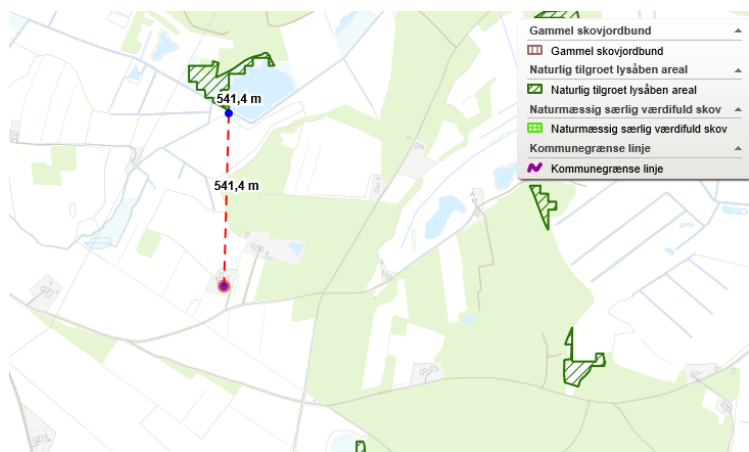 541,4 m
541,4 m
Gammel skovjordbund
Gammel skovjordbund
Naturlig tilgroet lysåben areal
Naturlig tilgroet lysåben areal
Naturmæssig særlig værdifuld skov
Naturmæssig særlig værdifuld skov
Kommunegrænse linje
Kommunegrænse linje